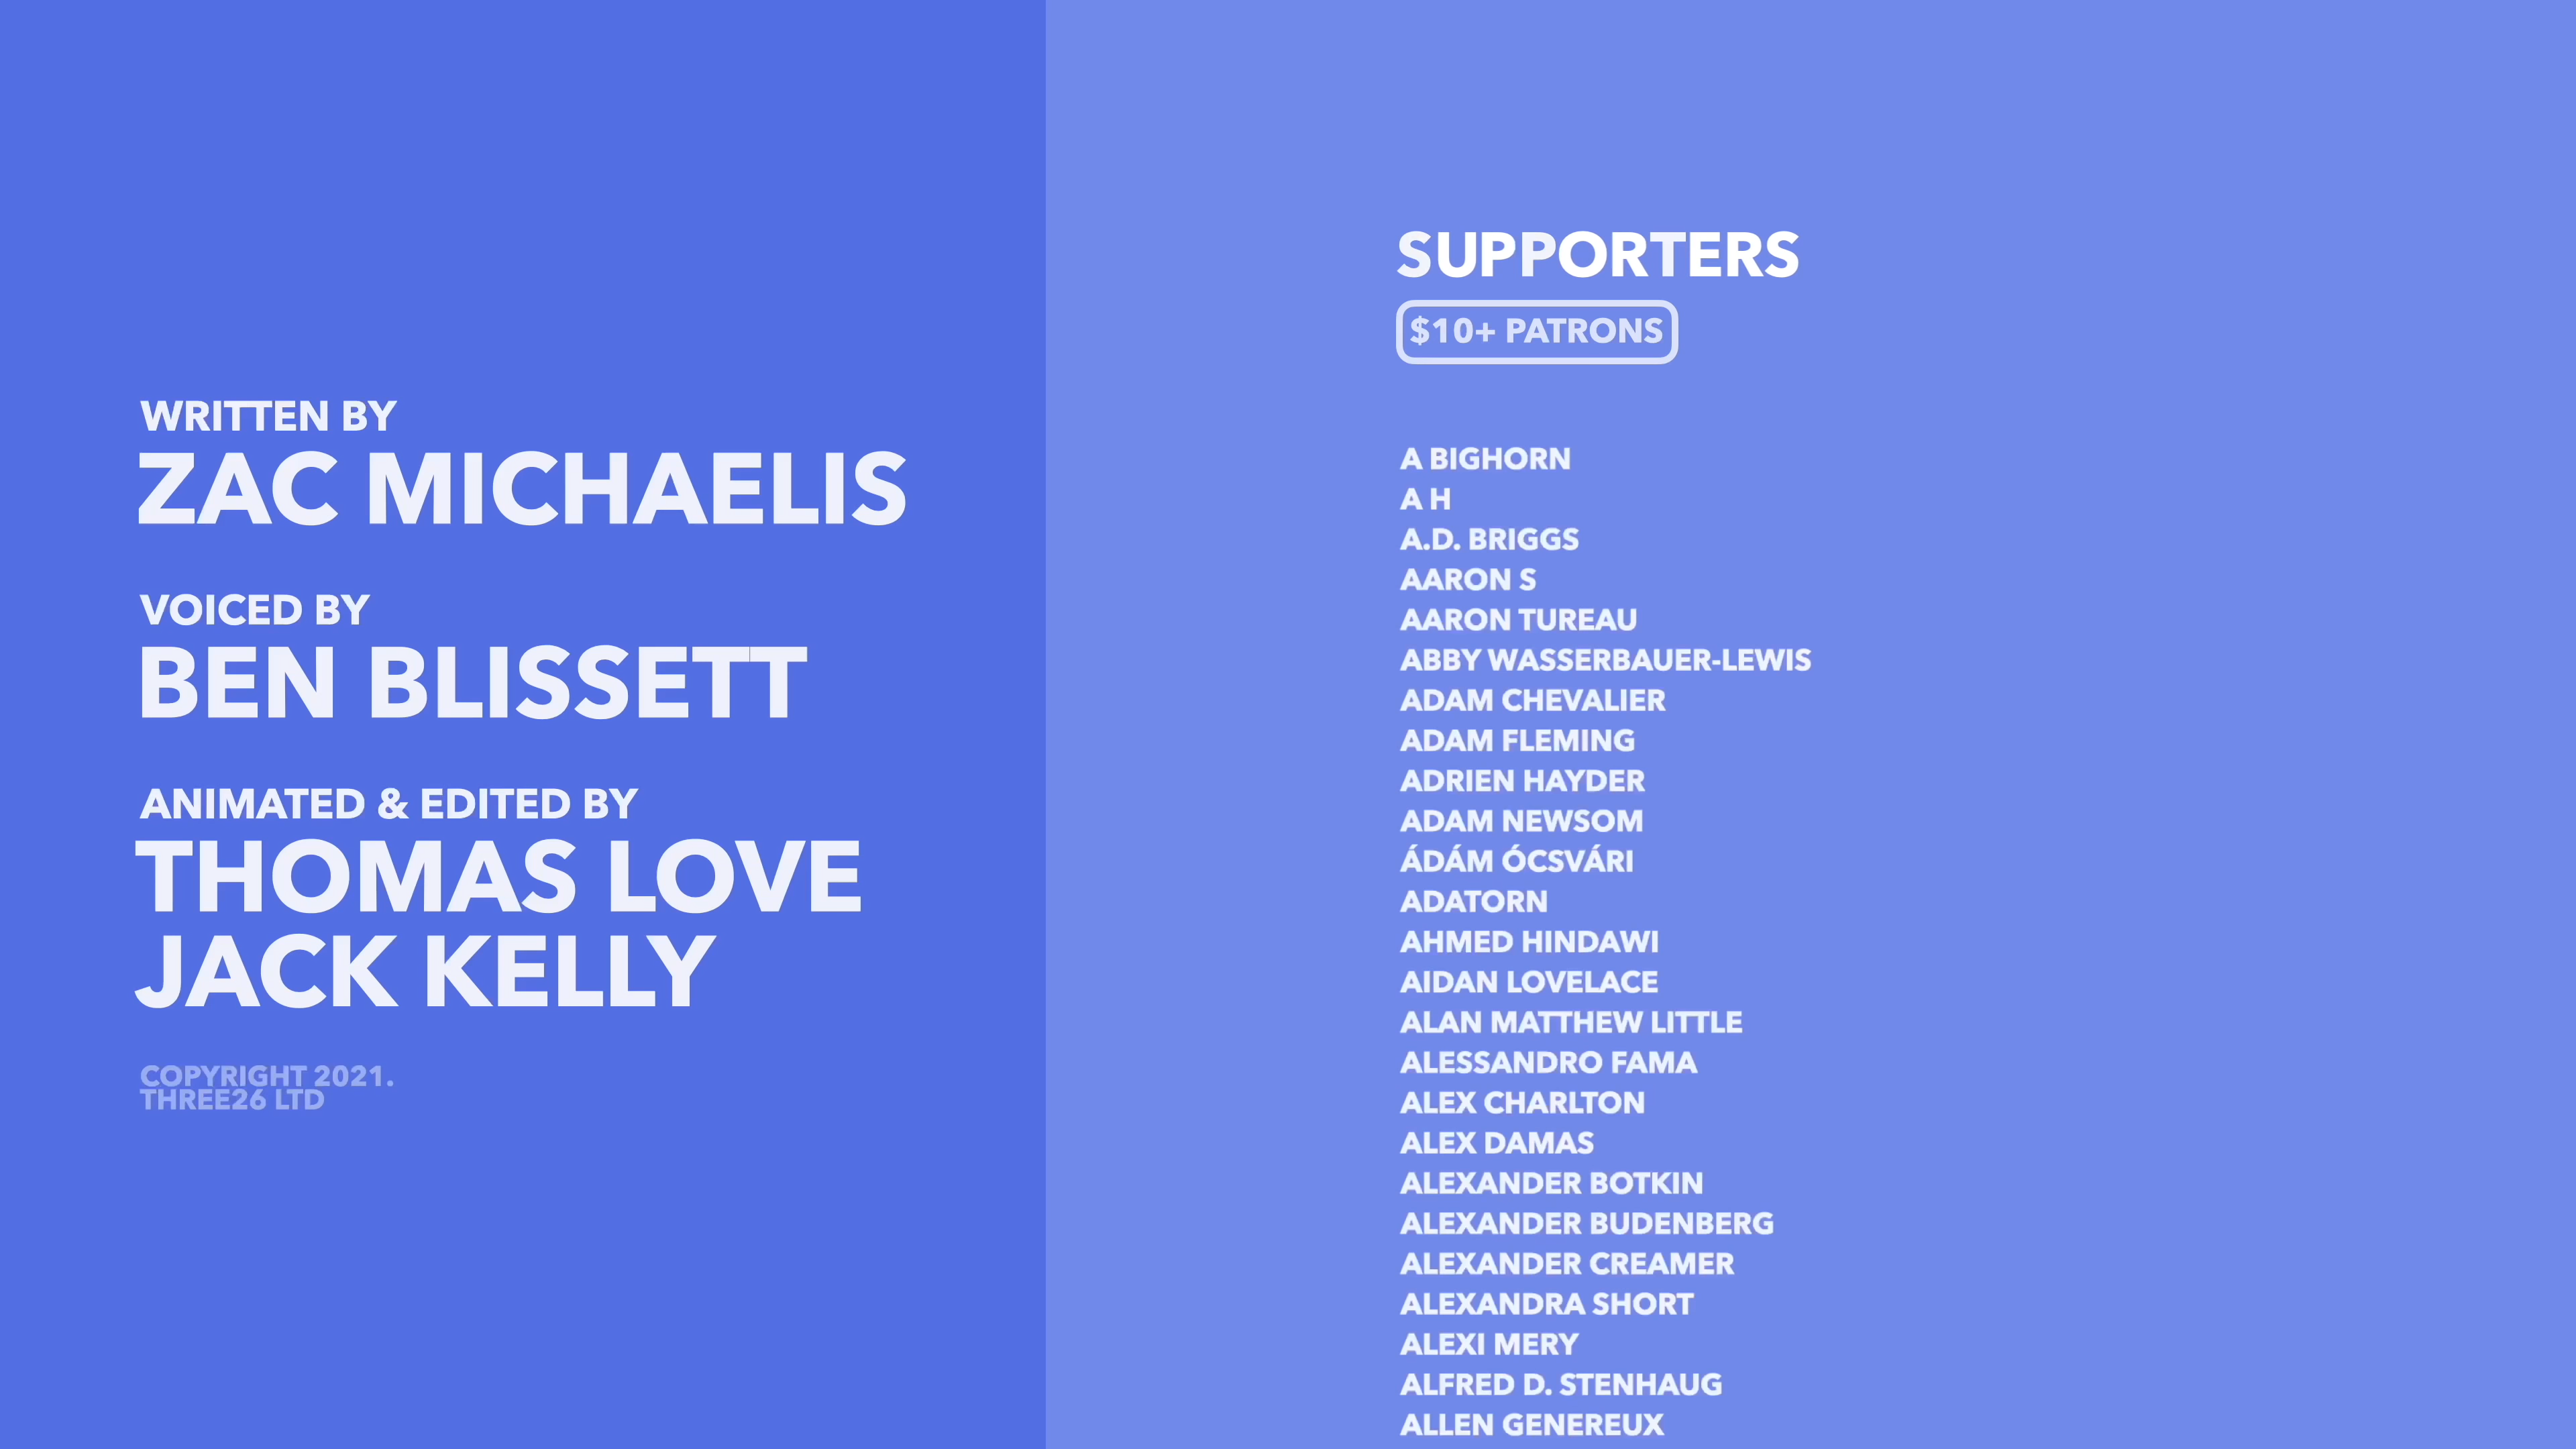 WRITTEN BY
ZAC MICHAELIS
VOICED BY
BEN BLISSETT
ANIMATED & EDITED BY
THOMAS LOVE
JACK KELLY
COPYRIGHT 2021.
THREE26 LTD
SUPPORTERS
$10+ PATRONS
A BIGHORN
A H
A.D. BRIGGS
AARON S
AARON TUREAU
ABBY WASSERBAUER-LEWIS
ADAM CHEVALIER
ADAM FLEMING
ADRIEN HAYDER
ADAM NEWSOM
ÁDÁM ÓCSVÁRI
ADATORN
AHMED HINDAWI
AIDAN LOVELACE
ALAN MATTHEW LITTLE
ALESSANDRO FAMA
ALEX CHARLTON
ALEX DAMAS
ALEXANDER BOTKIN
ALEXANDER BUDENBERG
ALEXANDER CREAMER
ALEXANDRA SHORT
ALEXI MERY
ALFRED D. STENHAUG
ALLEN GENEREUX